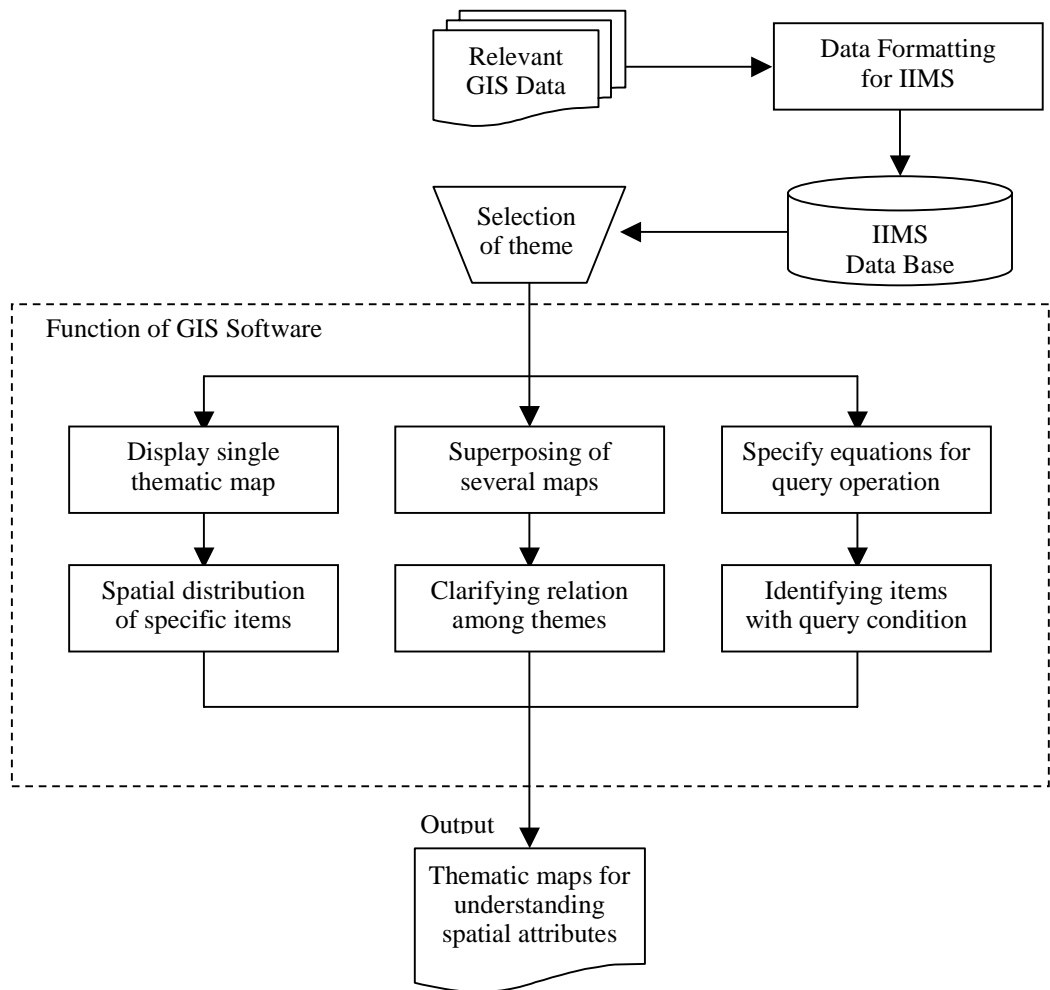 Relevant
GIS Data
Data Formatting
for IIMS
Selection
of theme
IIMS
Data Base
Function of GIS Software
Display single
thematic map
Superposing of
several maps
Specify equations for
query operation
Spatial distribution
of specific items
Clarifying relation
among themes
Identifying items
with query condition
Output
Thematic maps for
understanding
spatial attributes